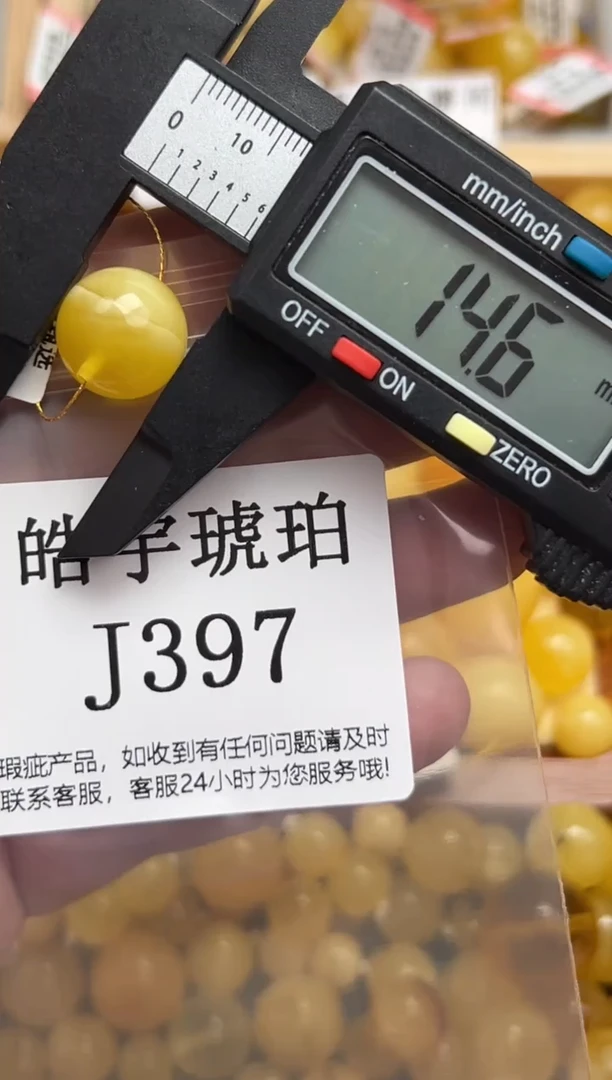 0 10
1 2 3 4 5 6
mm/inch
14.6
OFF
ON
ZERO
皓宇琥珀
J397
瑕疵产品，如收到有任何问题请及时
联系客服，客服24小时为您服务哦!